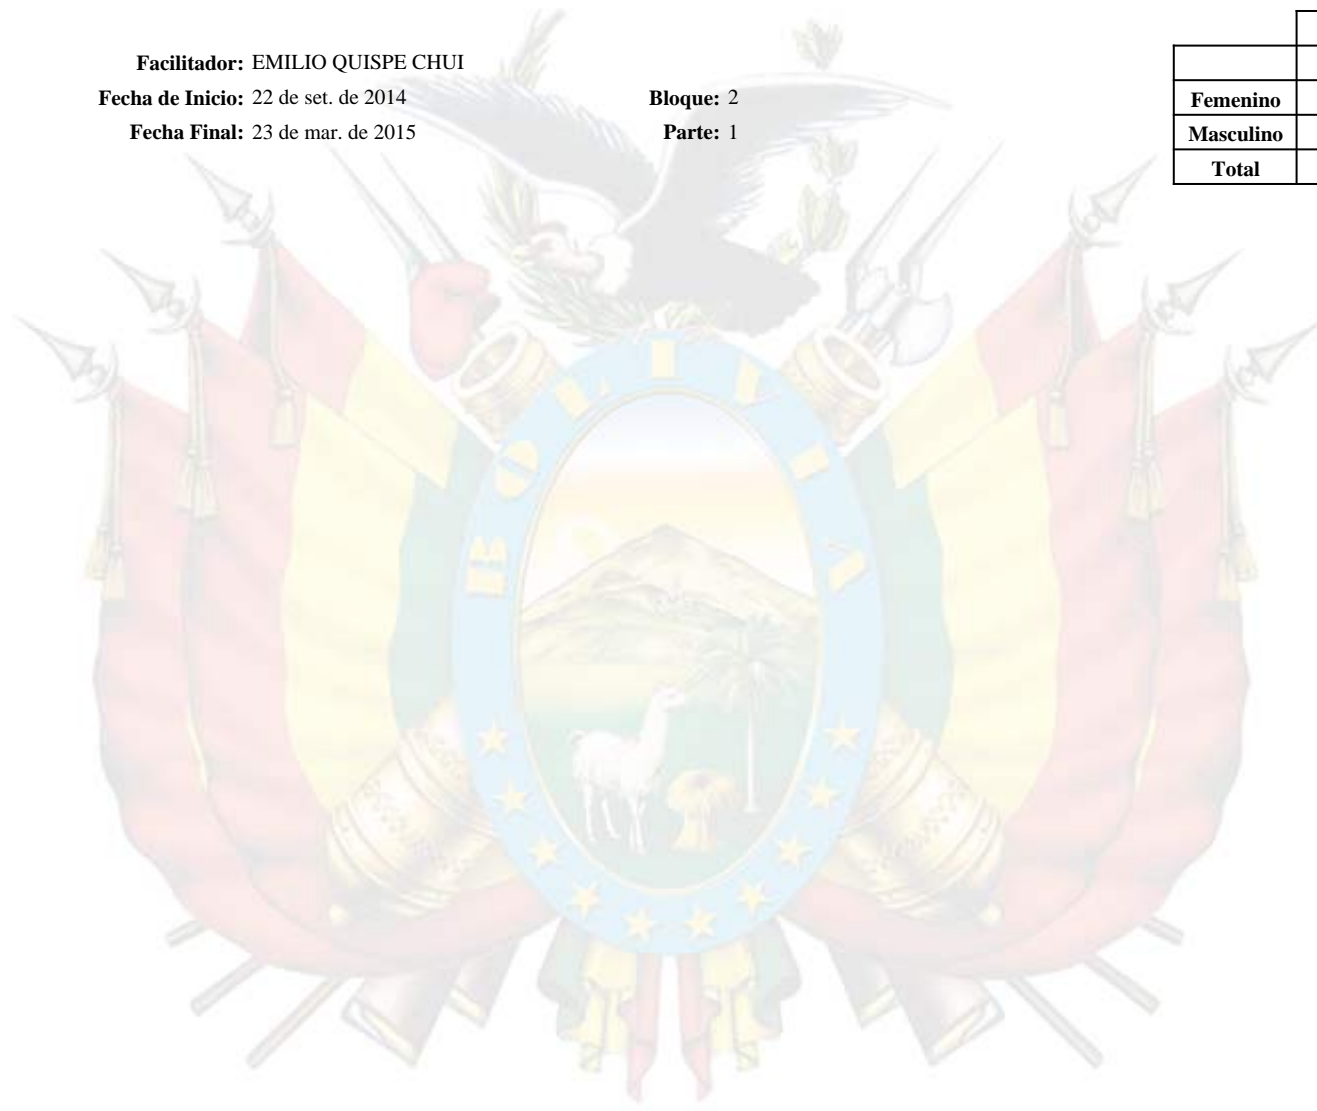 Facilitador: EMILIO QUISPE CHUI
Fecha de Inicio: 22 de set. de 2014
Bloque: 2
Fecha Final: 23 de mar. de 2015
Parte: 1
Femenino
Masculino
Total
BOLIVIA